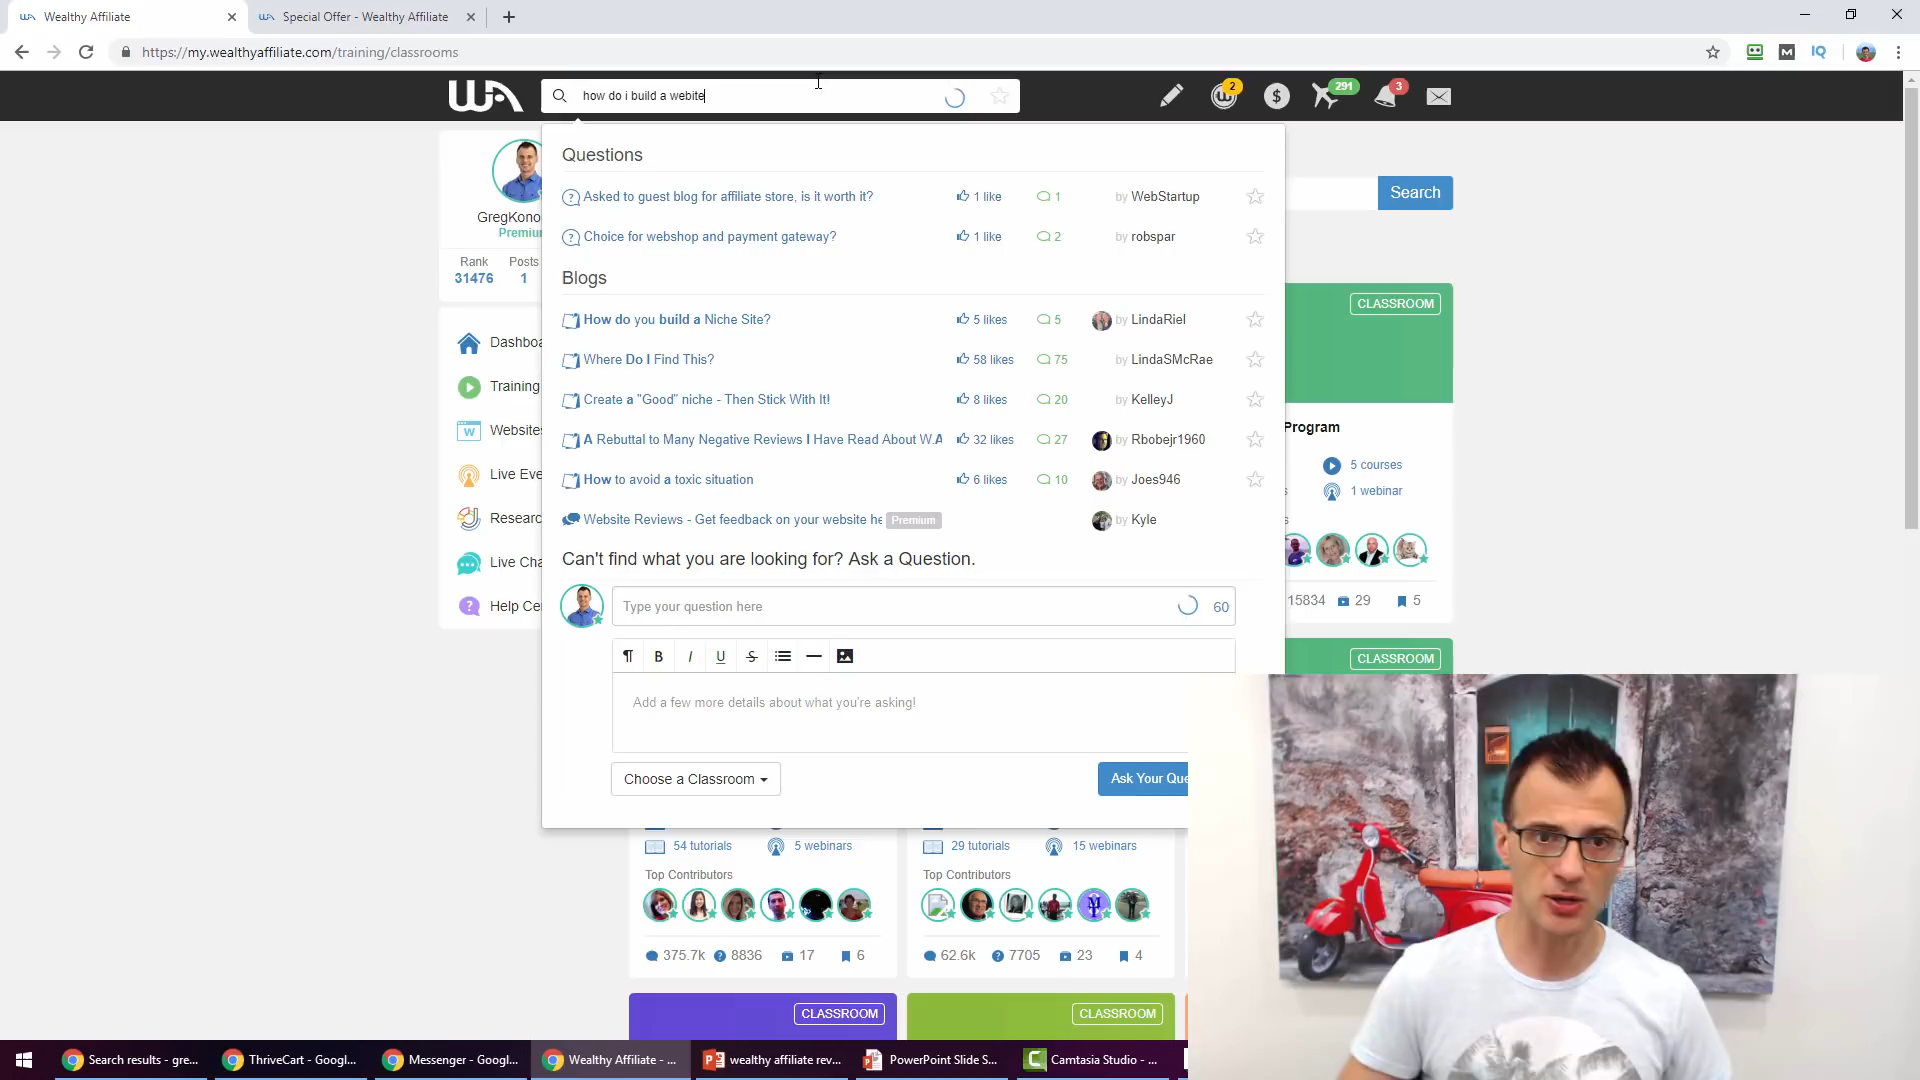 Wealthy Affiliate
Special Offer - Wealthy Affiliate
https://my.wealthyaffiliate.com/training/classrooms
WA
how do i build a webite
2
291
3
GregKono
Premiu
Rank
Posts
31476
1
Dashboa
Training
Website
Live Eve
Researc
Live Cha
Help Ce
Questions
Asked to guest blog for affiliate store, is it worth it?
1 like
1
by WebStartup
Choice for webshop and payment gateway?
1 like
2
by robspar
Blogs
How do you build a Niche Site?
5 likes
5
by LindaRiel
Where Do I Find This?
58 likes
75
by LindaSMcRae
Create a "Good" niche - Then Stick With It!
8 likes
20
by KelleyJ
A Rebuttal to Many Negative Reviews I Have Read About W.A
32 likes
27
by Rbobejr1960
How to avoid a toxic situation
6 likes
10
by Joes946
Website Reviews - Get feedback on your website he
Premium
by Kyle
Can't find what you are looking for? Ask a Question.
Type your question here
60
¶ B I U S
Add a few more details about what you're asking!
Choose a Classroom
Ask Your Que
Search
CLASSROOM
Program
5 courses
1 webinar
15834
29
5
CLASSROOM
54 tutorials
5 webinars
Top Contributors
375.7k
8836
17
6
29 tutorials
15 webinars
Top Contributors
62.6k
7705
23
4
CLASSROOM
CLASSROOM
Search results - gre...
ThriveCart - Googl...
Messenger - Googl...
Wealthy Affiliate - ...
wealthy affiliate rev...
PowerPoint Slide S...
Camtasia Studio - ...